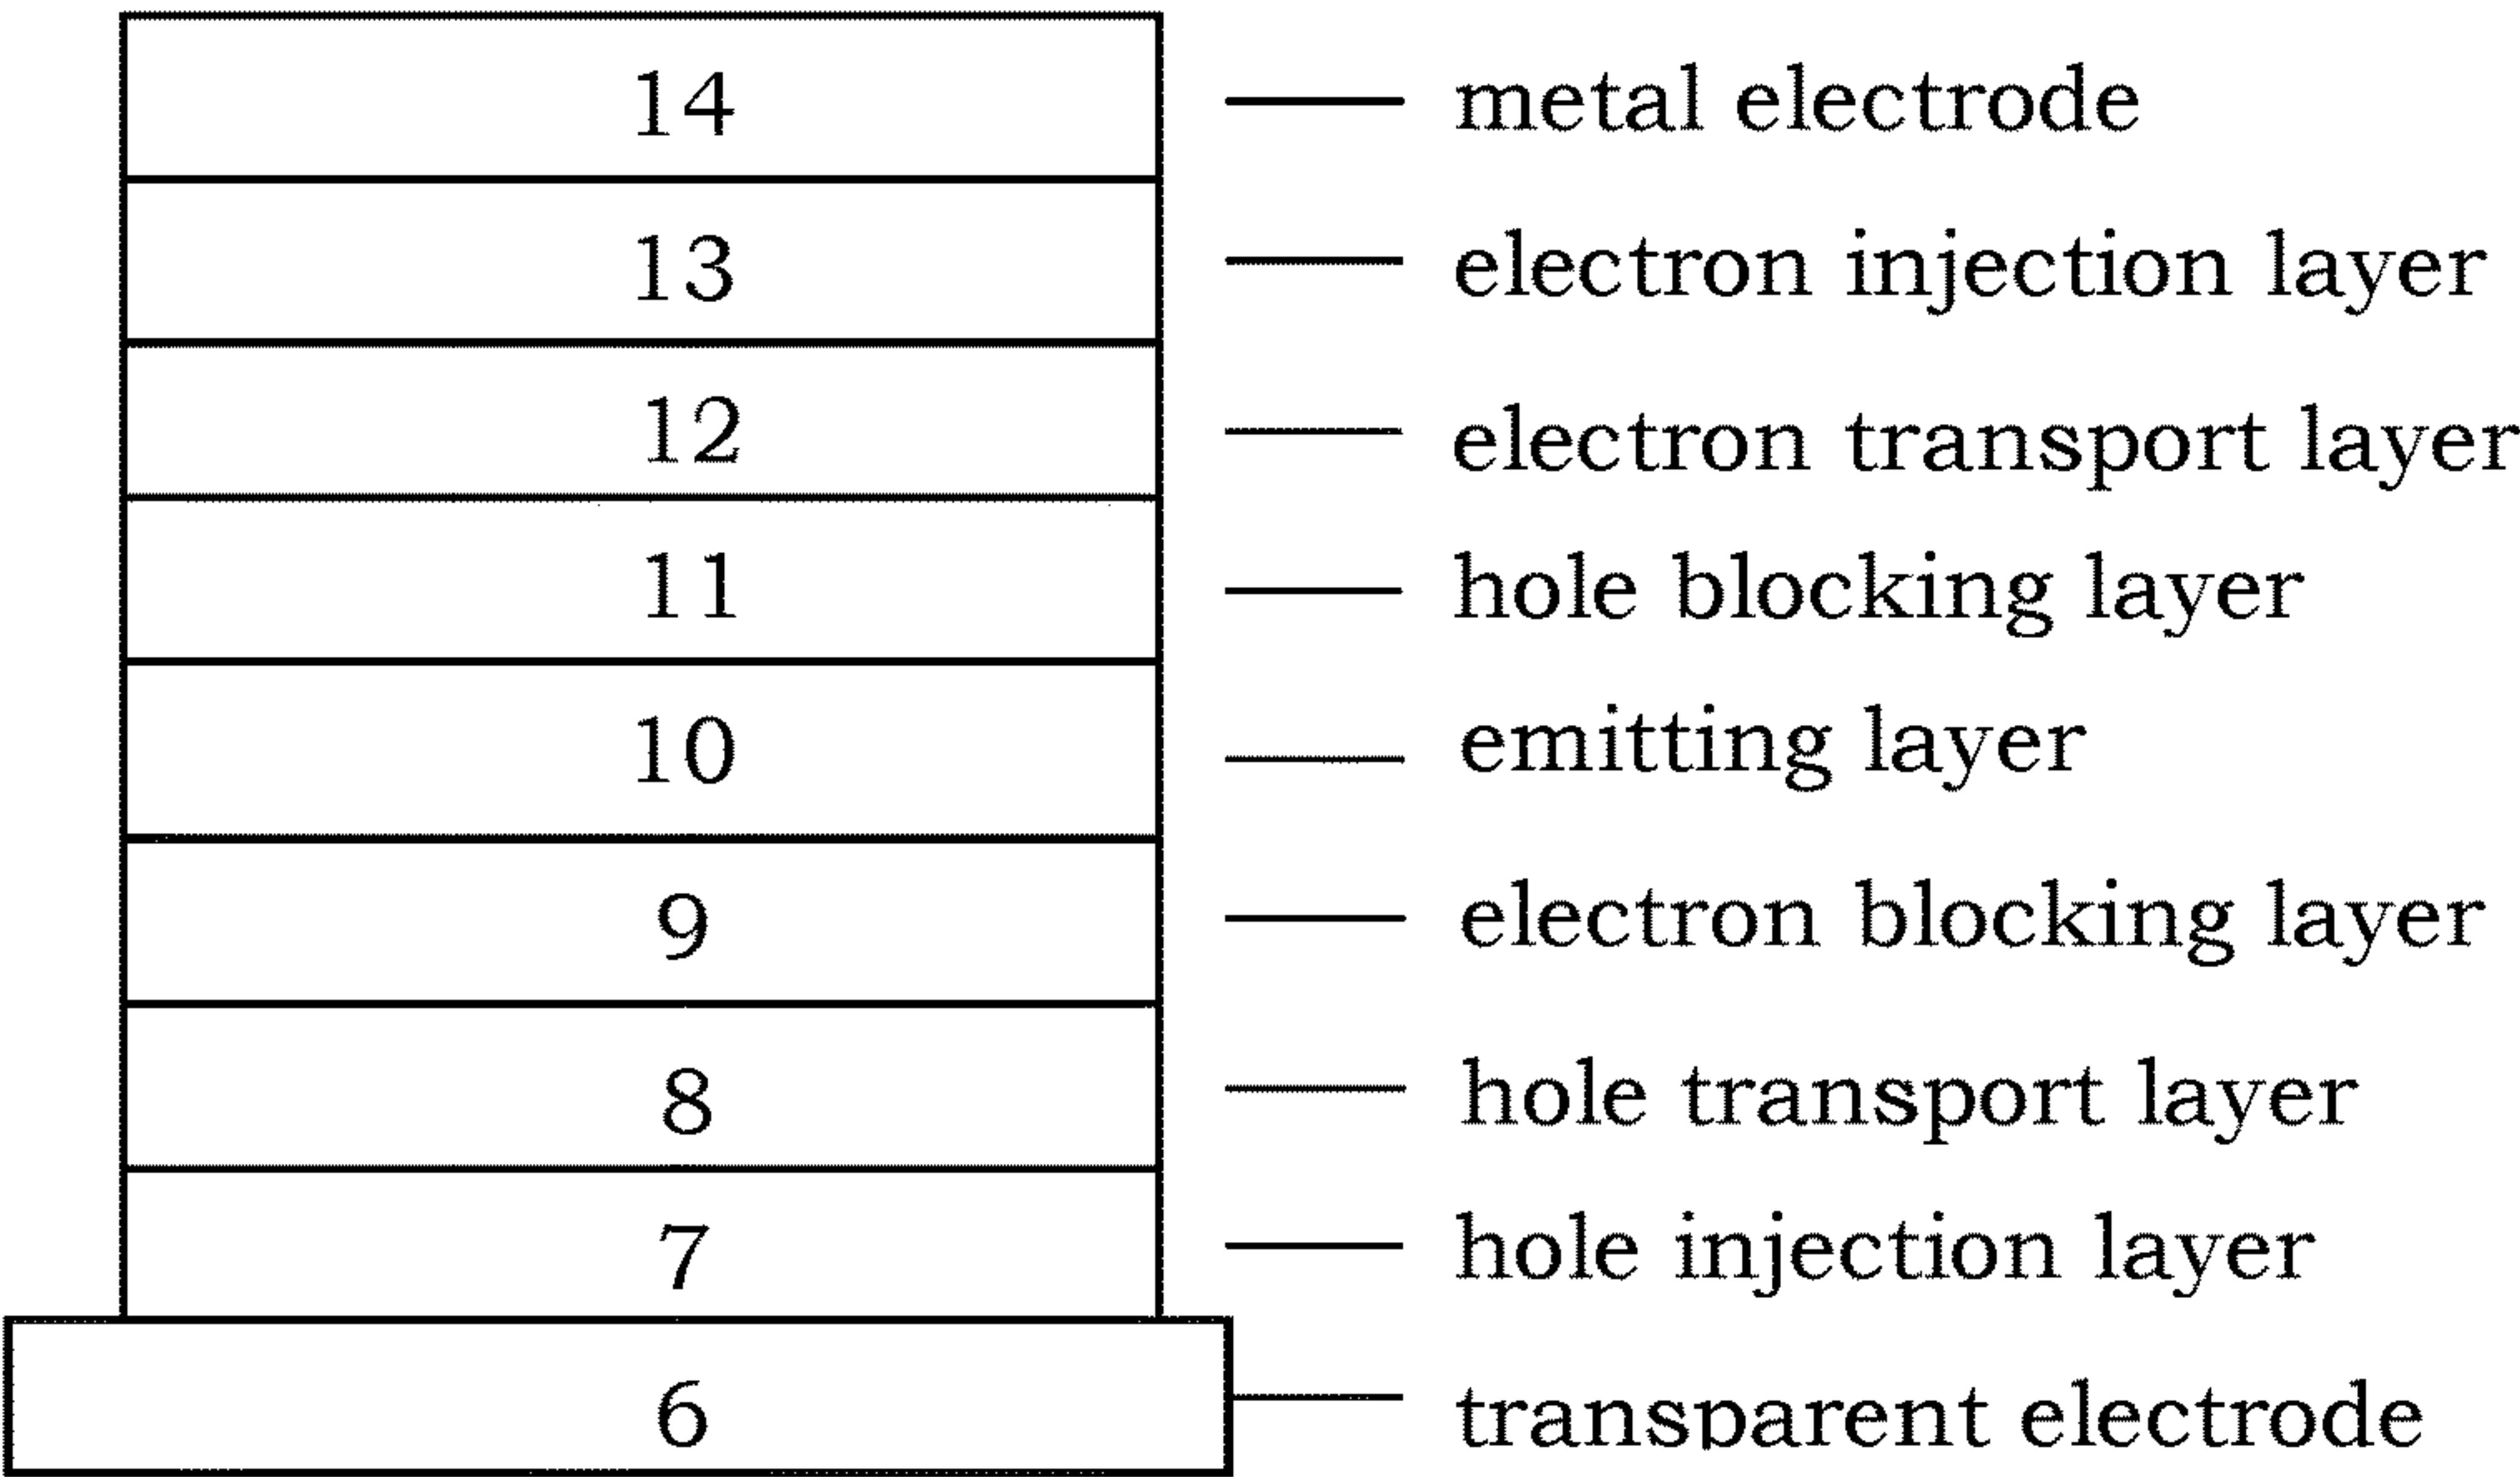 14 metal electrode
13 electron injection layer
12 electron transport layer
11 hole blocking layer
10 emitting layer
9 electron blocking layer
8 hole transport layer
7 hole injection layer
6 transparent electrode